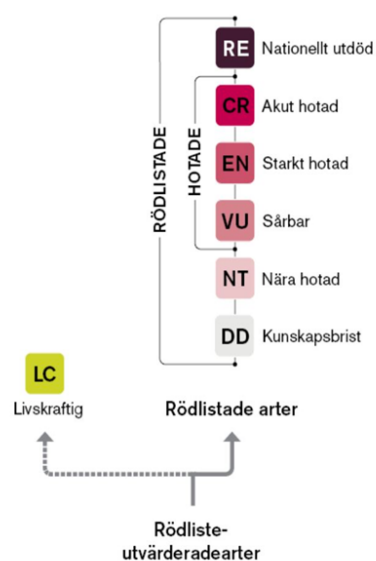 RE Nationellt utdöd
CR Akut hotad
EN Starkt hotad
VU Sårbar
NT Nära hotad
DD Kunskapsbrist
RÖDLISTADE
HOTADE
LC
Livskraftig
Rödlistade arter
Rödliste-
utvärderadearter